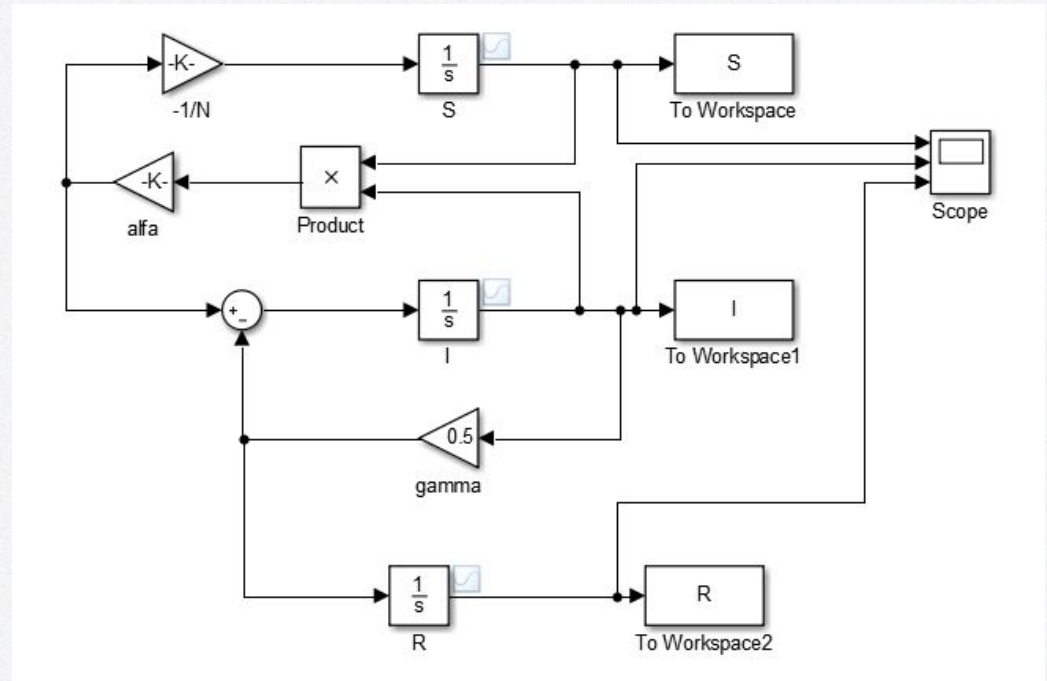 -K-
-1/N
1
s
S
S
To Workspace
-K-
alfa
×
Product
Scope
+
-
1
s
I
I
To Workspace1
0.5
gamma
1
s
R
R
To Workspace2